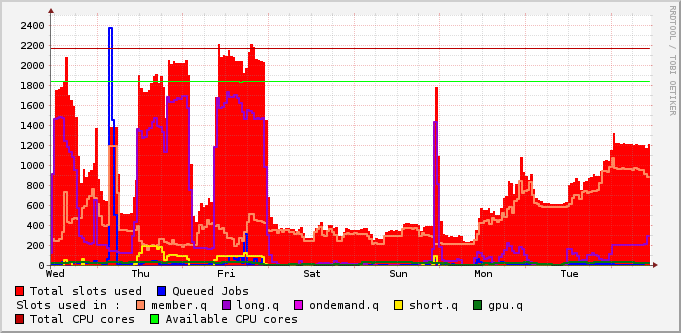 2400
2200
2000
1800
1600
1400
1200
1000
800
600
400
200
0
Wed Thu Fri Sat Sun Mon Tue
Total slots used Queued Jobs
Slots used in : member.q long.q ondemand.q short.q gpu.q
Total CPU cores Available CPU cores
RRDTOOL / TOBI OETIKER